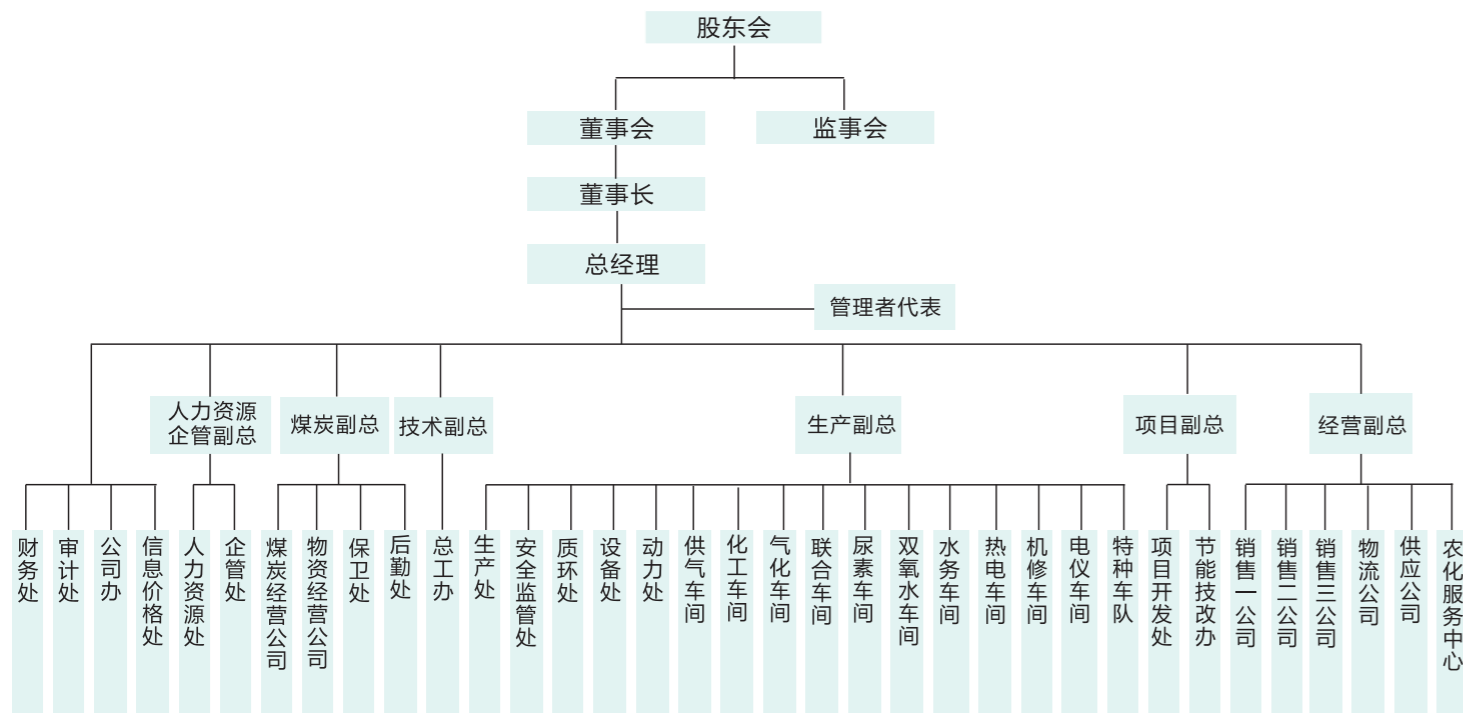 股东会
董事会
监事会
董事长
总经理
管理者代表
人力资源
企管副总
煤炭副总
技术副总
生产副总
项目副总
经营副总
财务处
审计处
公司办
信息价格处
人力资源处
企管处
煤炭经营公司
物资经营公司
保卫处
后勤处
总工办
生产处
安全监管处
质环处
设备处
动力处
供气车间
化工车间
气化车间
联合车间
尿素车间
双氧水车间
水务车间
热电车间
机修车间
电仪车间
特种车队
项目开发处
节能技改办
销售一公司
销售二公司
销售三公司
物流公司
供应公司
农化服务中心